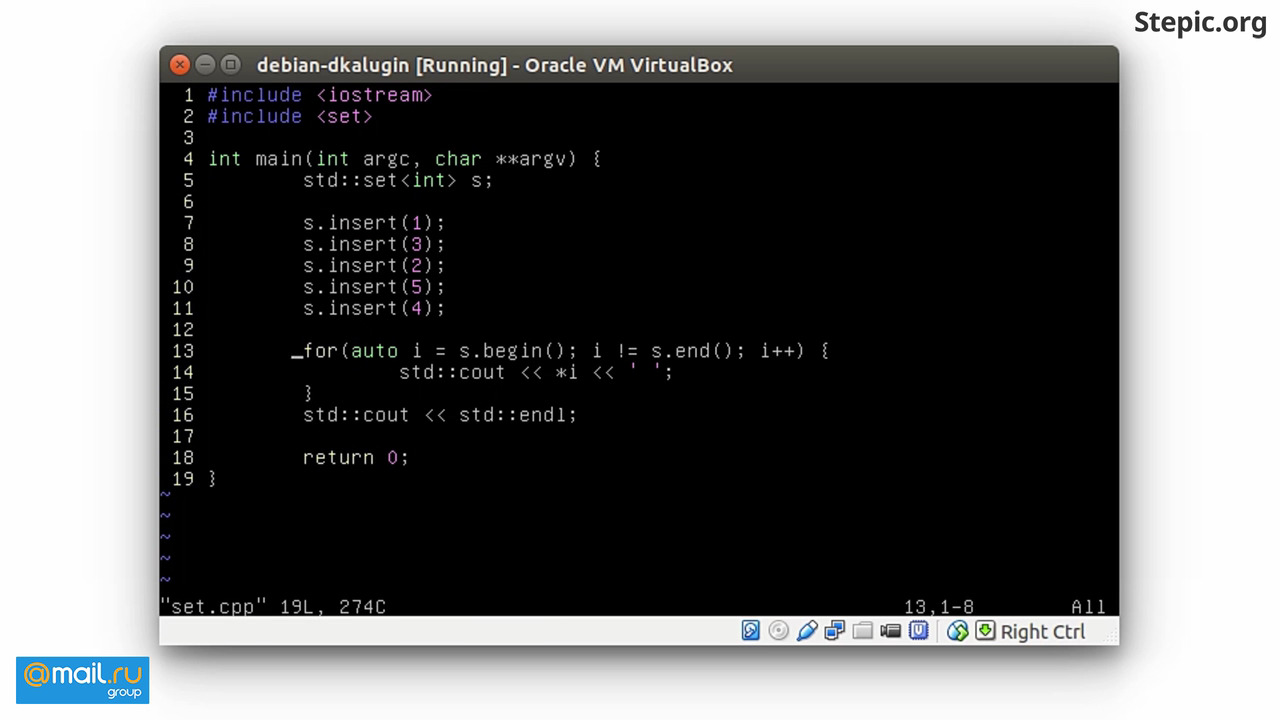 Stepic.org
debian-dkalugin [Running] - Oracle VM VirtualBox
1 #include <iostream>
2 #include <set>
3
4 int main(int argc, char **argv) {
5 std::set<int> s;
6
7 s.insert(1);
8 s.insert(3);
9 s.insert(2);
10 s.insert(5);
11 s.insert(4);
12
13 for(auto i = s.begin(); i != s.end(); i++) {
14 std::cout << *i << ' ';
15 }
16 std::cout << std::endl;
17
18 return 0;
19 }
~
~
~
~
~
"set.cpp" 19L, 274C 13,1-8 All
Right Ctrl
@mail.ru
group